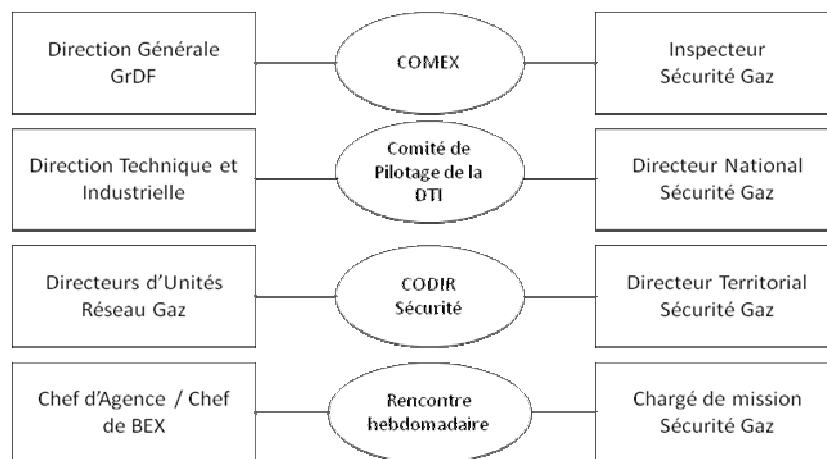 Direction Générale
GrDF
COMEX
Inspecteur
Sécurité Gaz
Direction Technique et
Industrielle
Comité de
Pilotage de la
DTI
Directeur National
Sécurité Gaz
Directeurs d'Unités
Réseau Gaz
CODIR
Sécurité
Directeur Territorial
Sécurité Gaz
Chef d'Agence / Chef
de BEX
Rencontre
hebdomadaire
Chargé de mission
Sécurité Gaz